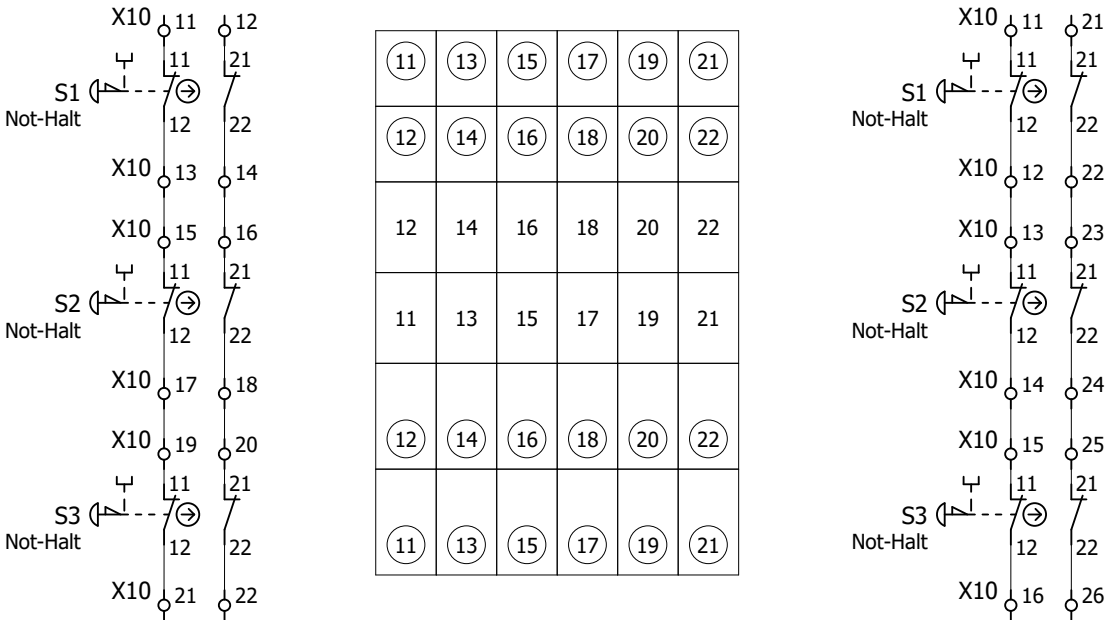 X10 11 12
11 21
S1
Not-Halt
12 22
X10 13 14
X10 15 16
11 21
S2
Not-Halt
12 22
X10 17 18
X10 19 20
11 21
S3
Not-Halt
12 22
X10 21 22
11 13 15 17 19 21
12 14 16 18 20 22
12 14 16 18 20 22
11 13 15 17 19 21
12 14 16 18 20 22
11 13 15 17 19 21
X10 11 21
11 21
S1
Not-Halt
12 22
X10 12 22
X10 13 23
11 21
S2
Not-Halt
12 22
X10 14 24
X10 15 25
11 21
S3
Not-Halt
12 22
X10 16 26